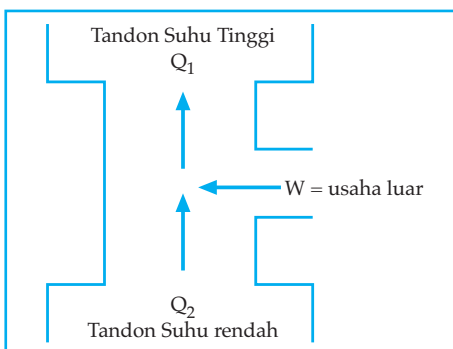 Tandon Suhu Tinggi
Q1
W = usaha luar
Q2
Tandon Suhu rendah